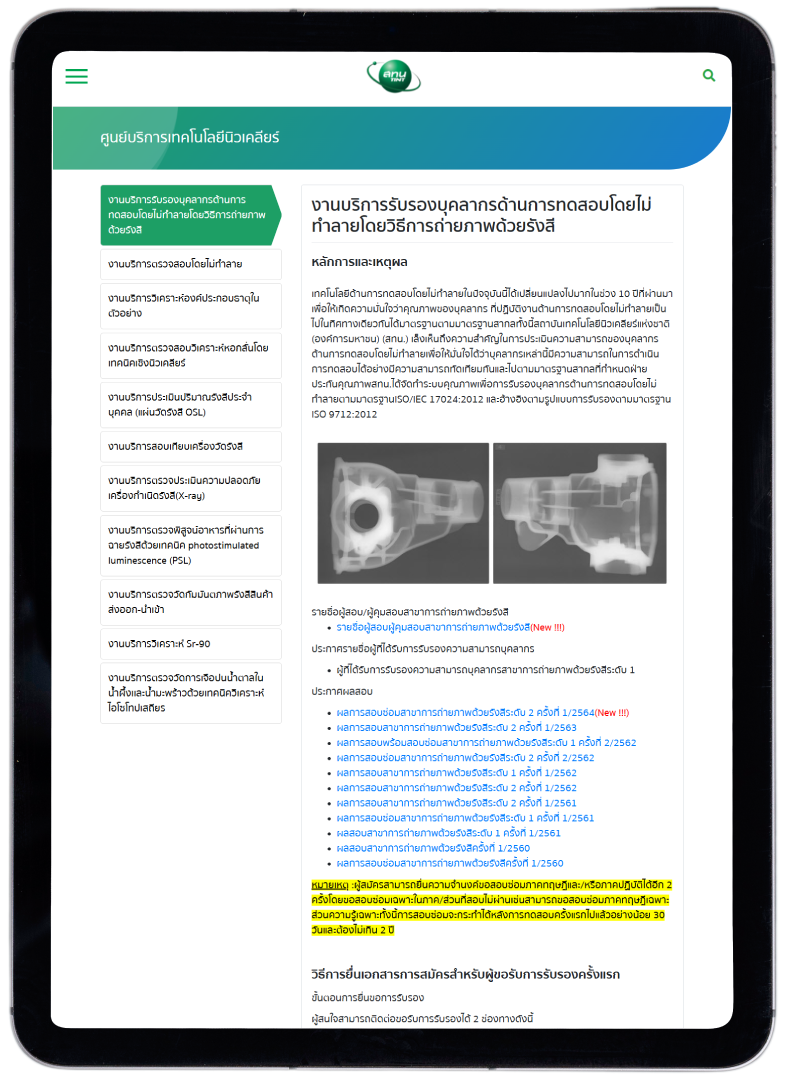 สทน
TINT
ศูนย์บริการเทคโนโลยีนิวเคลียร์
งานบริการรับรองบุคลากรด้านการ
ทดสอบโดยไม่ทำลายโดยวิธีการถ่ายภาพ
ด้วยรังสี
งานบริการตรวจสอบโดยไม่ทำลาย
งานบริการวิเคราะห์องค์ประกอบธาตุใน
ตัวอย่าง
งานบริการตรวจสอบวิเคราะห์หอกลั่นโดย
เทคนิคเชิงนิวเคลียร์
งานบริการประเมินปริมาณรังสีประจำ
บุคคล (แผ่นวัดรังสี OSL)
งานบริการสอบเทียบเครื่องวัดรังสี
งานบริการตรวจประเมินความปลอดภัย
เครื่องกำเนิดรังสี(X-ray)
งานบริการตรวจพิสูจน์อาหารที่ผ่านการ
ฉายรังสีด้วยเทคนิค photostimulated
luminescence (PSL)
งานบริการตรวจวัดกัมมันตภาพรังสีสินค้า
ส่งออก-นำเข้า
งานบริการวิเคราะห์ Sr-90
งานบริการตรวจวัดการเจือปนน้ำตาลใน
น้ำผึ้งและน้ำมะพร้าวด้วยเทคนิควิเคราะห์
ไอโซโทปเสถียร
งานบริการรับรองบุคลากรด้านการทดสอบโดยไม่
ทำลายโดยวิธีการถ่ายภาพด้วยรังสี
หลักการและเหตุผล
เทคโนโลยีด้านการทดสอบโดยไม่ทำลายในปัจจุบันนี้ได้เปลี่ยนแปลงไปมากในช่วง 10 ปีที่ผ่านมา
เพื่อให้เกิดความมั่นใจว่าคุณภาพของบุคลากร ที่ปฏิบัติงานด้านการทดสอบโดยไม่ทำลายเป็น
ไปในทิศทางเดียวกันได้มาตรฐานตามมาตรฐานสากลทั้งนี้สถาบันเทคโนโลยีนิวเคลียร์แห่งชาติ
(องค์การมหาชน) (สทน.) เล็งเห็นถึงความสำคัญในการประเมินความสามารถของบุคลากร
ด้านการทดสอบโดยไม่ทำลายเพื่อให้มั่นใจได้ว่าบุคลากรเหล่านี้มีความสามารถในการดำเนิน
การทดสอบได้อย่างมีความสามารถทัดเทียมกันและไปตามมาตรฐานสากลที่กำหนดฝ่าย
ประกันคุณภาพสทน.ได้จัดทำระบบคุณภาพเพื่อการรับรองบุคลากรด้านการทดสอบโดยไม่
ทำลายตามมาตรฐานISO/IEC 17024:2012 และอ้างอิงตามรูปแบบการรับรองตามมาตรฐาน
ISO 9712:2012
รายชื่อผู้สอบ/ผู้คุมสอบสาขาการถ่ายภาพด้วยรังสี
• รายชื่อผู้สอบผู้คุมสอบสาขาการถ่ายภาพด้วยรังสี(New !!!)
ประกาศรายชื่อผู้ที่ได้รับการรับรองความสามารถบุคลากร
• ผู้ที่ได้รับการรับรองความสามารถบุคลากรสาขาการถ่ายภาพด้วยรังสีระดับ 1
ประกาศผลสอบ
• ผลการสอบซ่อมสาขาการถ่ายภาพด้วยรังสีระดับ 2 ครั้งที่ 1/2564(New !!!)
• ผลการสอบสาขาการถ่ายภาพด้วยรังสีระดับ 2 ครั้งที่ 1/2563
• ผลการสอบพร้อมสอบซ่อมสาขาการถ่ายภาพด้วยรังสีระดับ 1 ครั้งที่ 2/2562
• ผลการสอบซ่อมสาขาการถ่ายภาพด้วยรังสีระดับ 2 ครั้งที่ 2/2562
• ผลการสอบสาขาการถ่ายภาพด้วยรังสีระดับ 1 ครั้งที่ 1/2562
• ผลการสอบสาขาการถ่ายภาพด้วยรังสีระดับ 2 ครั้งที่ 1/2562
• ผลการสอบสาขาการถ่ายภาพด้วยรังสีระดับ 2 ครั้งที่ 1/2561
• ผลการสอบซ่อมสาขาการถ่ายภาพด้วยรังสีระดับ 1 ครั้งที่ 1/2561
• ผลสอบสาขาการถ่ายภาพด้วยรังสีระดับ 1 ครั้งที่ 1/2561
• ผลสอบสาขาการถ่ายภาพด้วยรังสีครั้งที่ 1/2560
• ผลการสอบซ่อมสาขาการถ่ายภาพด้วยรังสีครั้งที่ 1/2560
หมายเหตุ :ผู้สมัครสามารถยื่นความจำนงค์ขอสอบซ่อมภาคทฤษฎีและ/หรือภาคปฏิบัติได้อีก 2
ครั้งโดยขอสอบซ่อมเฉพาะในภาค/ส่วนที่สอบไม่ผ่านเช่นสามารถขอสอบซ่อมภาคทฤษฎีเฉพาะ
ส่วนความรู้เฉพาะทั้งนี้การสอบซ่อมจะกระทำได้หลังการทดสอบครั้งแรกไปแล้วอย่างน้อย 30
วันและต้องไม่เกิน 2 ปี
วิธีการยื่นเอกสารการสมัครสำหรับผู้ขอรับการรับรองครั้งแรก
ขั้นตอนการยื่นขอการรับรอง
ผู้สนใจสามารถติดต่อขอรับการรับรองได้ 2 ช่องทางดังนี้